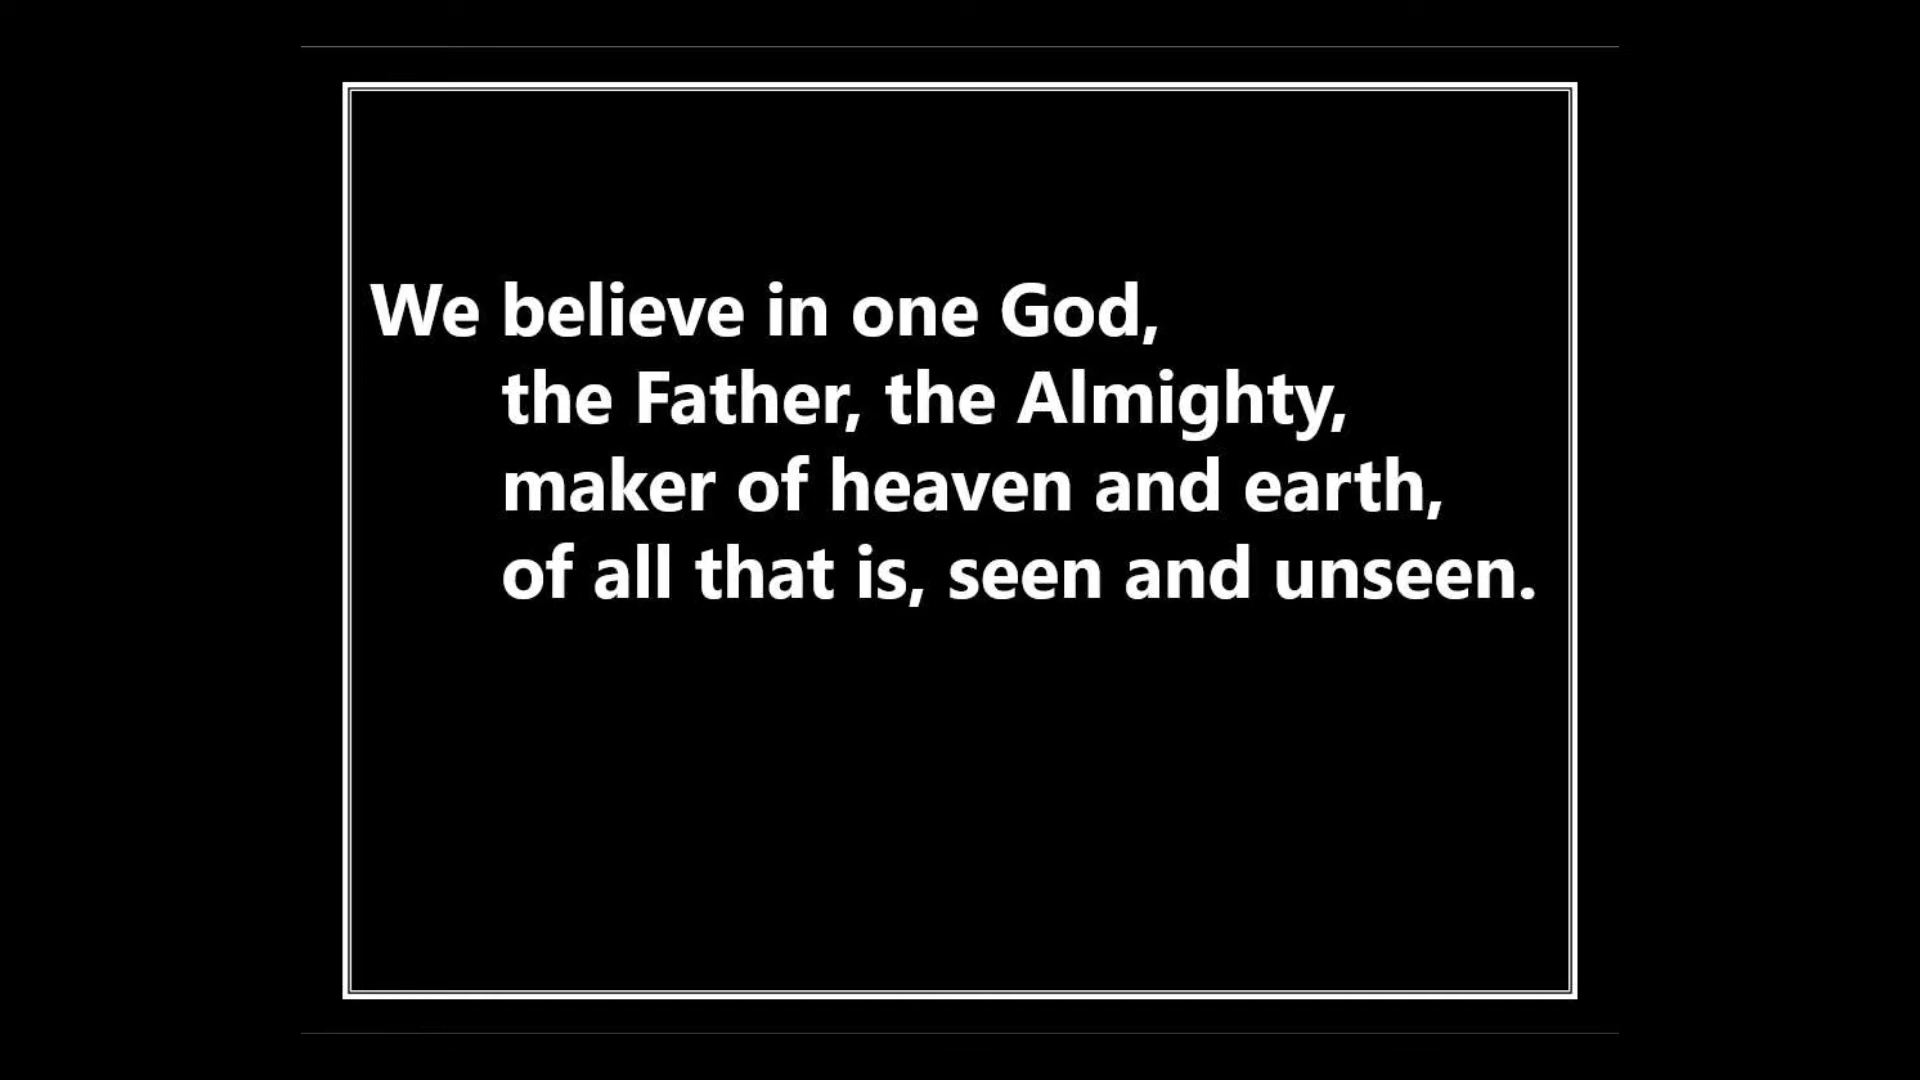 We believe in one God,
the Father, the Almighty,
maker of heaven and earth,
of all that is, seen and unseen.